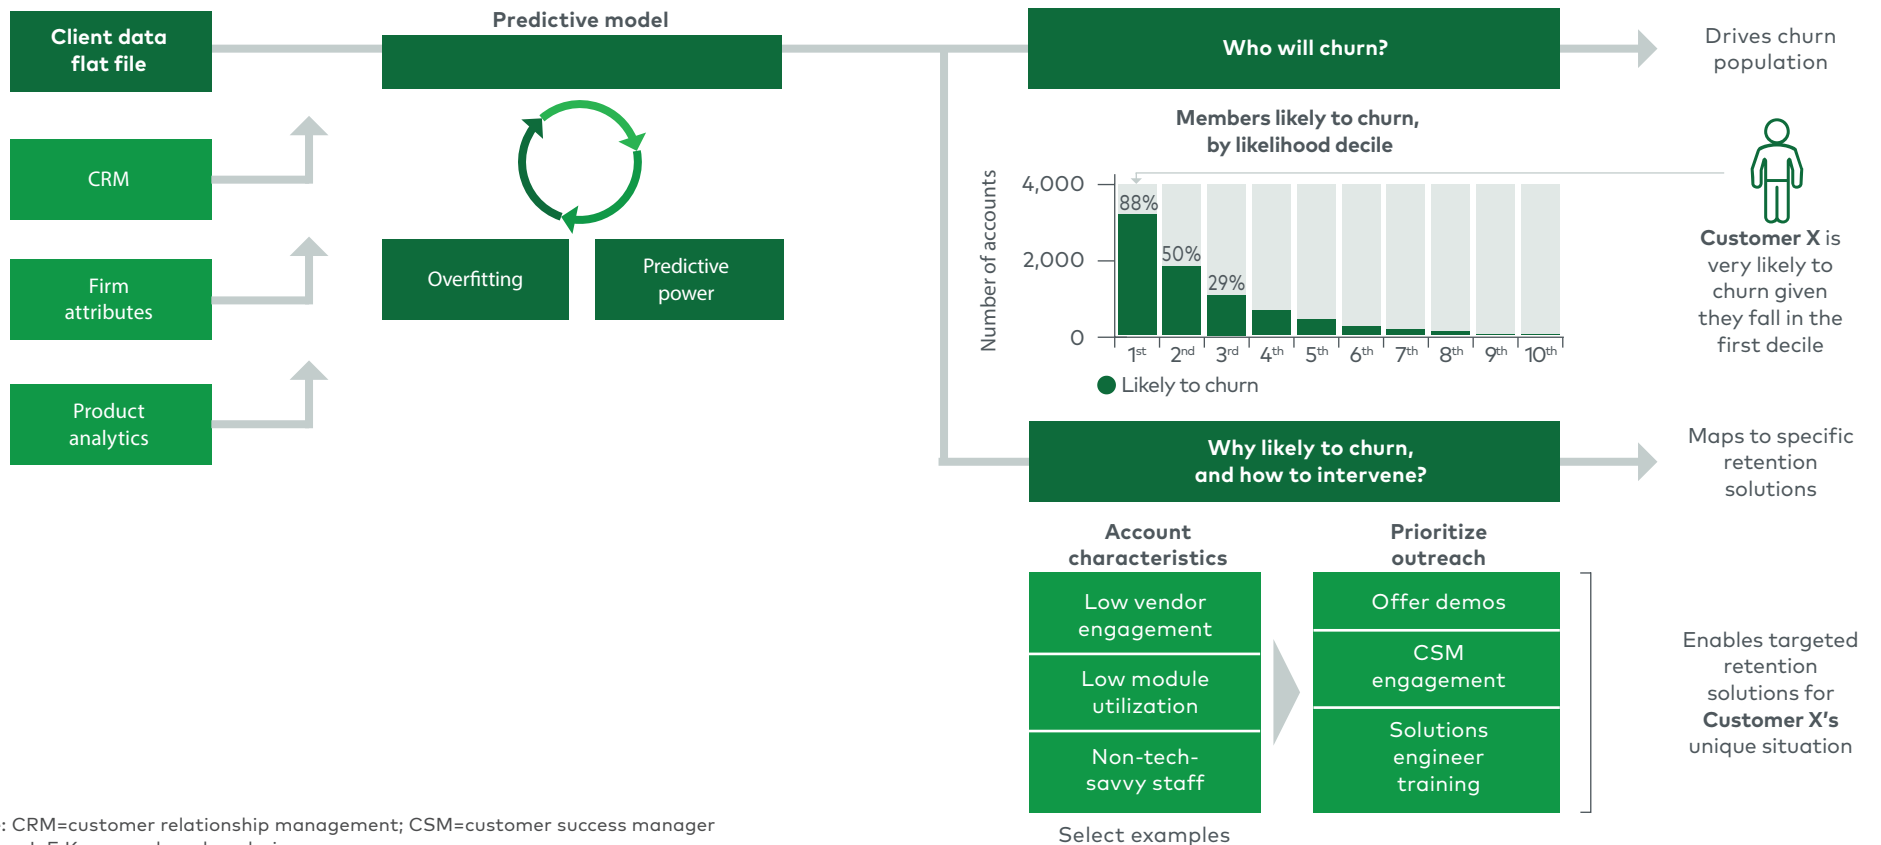 Client data
flat file
CRM
Firm
attributes
Product
analytics
Predictive model
Overfitting
Predictive
power
Who will churn?
Drives churn
population
Members likely to churn,
by likelihood decile
Number of accounts
4,000
2,000
0
88%
50%
29%
1st 2nd 3rd 4th 5th 6th 7th 8th 9th 10th
Likely to churn
Customer X is
very likely to
churn given
they fall in the
first decile
Why likely to churn,
and how to intervene?
Maps to specific
retention
solutions
Account
characteristics
Low vendor
engagement
Low module
utilization
Non-tech-
savvy staff
Select examples
Prioritize
outreach
Offer demos
CSM
engagement
Solutions
engineer
training
Enables targeted
retention
solutions for
Customer X's
unique situation
: CRM=customer relationship management; CSM=customer success manager